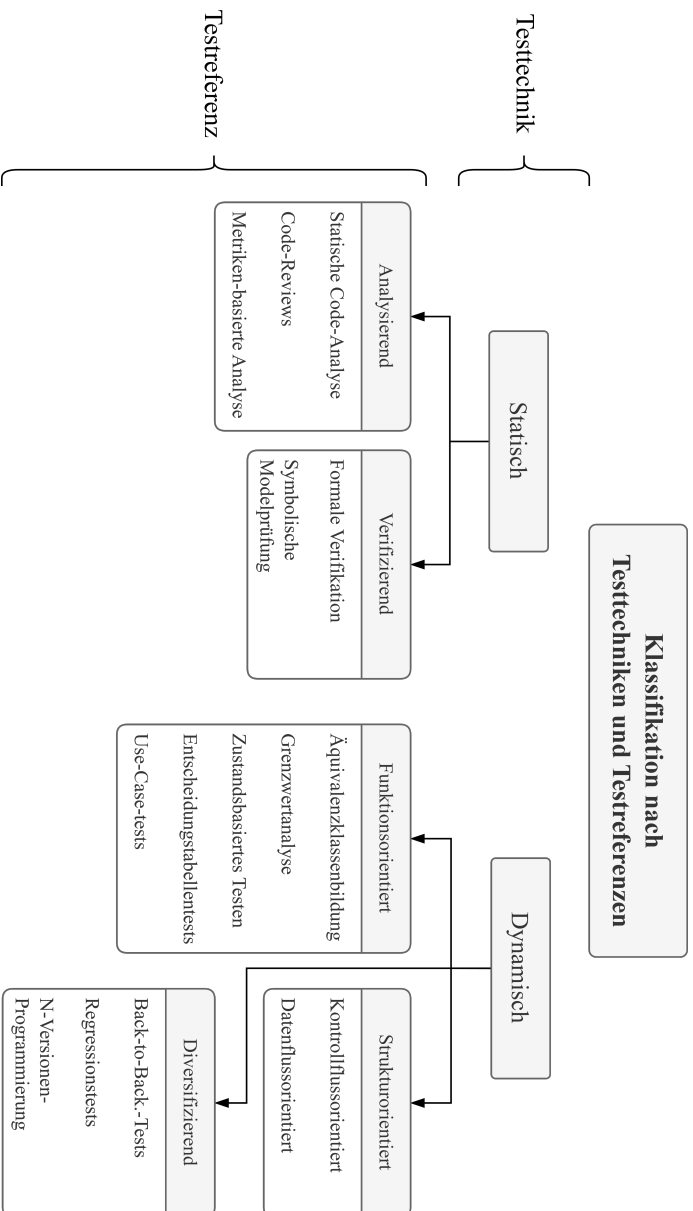 Klassifikation nach
Testtechniken und Testreferenzen
Testtechnik
Statisch
Dynamisch
Testreferenz
Analysierend
Statische Code-Analyse
Code-Reviews
Metriken-basierte Analyse
Verifizierend
Formale Verifikation
Symbolische
Modelprüfung
Funktionsorientiert
Äquivalenzklassenbildung
Grenzwertanalyse
Zustandsbasiertes Testen
Entscheidungstabellentests
Use-Case-tests
Strukturorientiert
Kontrollflussorientiert
Datenflussorientiert
Diversifizierend
Back-to-Back.-Tests
Regressionstests
N-Versionen-
Programmierung